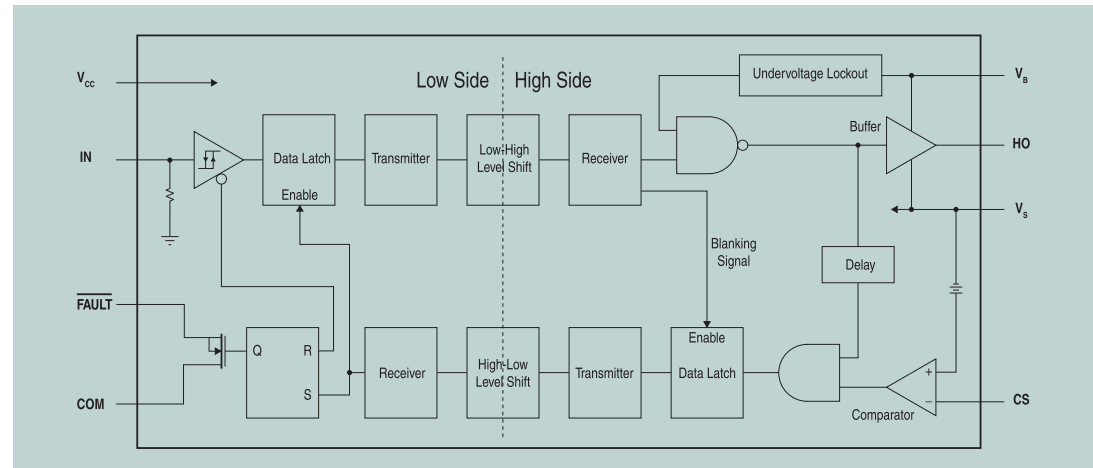 V_CC
Low Side
High Side
Undervoltage Lockout
V_B
IN
Data Latch
Enable
Transmitter
Low-High
Level Shift
Receiver
Buffer
HO
V_S
Blanking
Signal
Delay
FAULT
COM
Q
R
S
Receiver
High-Low
Level Shift
Transmitter
Enable
Data Latch
+
−
Comparator
CS